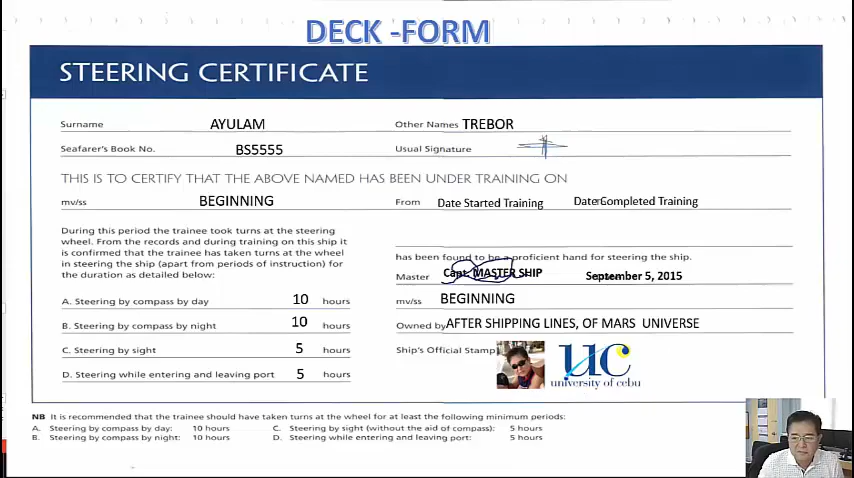 DECK -FORM
STEERING CERTIFICATE
Surname AYULAM Other Names TREBOR
Seafarer's Book No. BS5555 Usual Signature
THIS IS TO CERTIFY THAT THE ABOVE NAMED HAS BEEN UNDER TRAINING ON
mv/ss BEGINNING From Date Started Training Date Completed Training
During this period the trainee took turns at the steering
wheel. From the records and during training on this ship it
is confirmed that the trainee has taken turns at the wheel
in steering the ship (apart from periods of instruction) for
the duration as detailed below:
A. Steering by compass by day 10 hours
B. Steering by compass by night 10 hours
C. Steering by sight 5 hours
D. Steering while entering and leaving port 5 hours
has been found to be a proficient hand for steering the ship.
Master Capt. MASTER SHIP September 5, 2015
mv/ss BEGINNING
Owned by AFTER SHIPPING LINES, OF MARS UNIVERSE
Ship's Official Stamp
uc
university of cebu
NB It is recommended that the trainee should have taken turns at the wheel for at least the following minimum periods:
A. Steering by compass by day: 10 hours C. Steering by sight (without the aid of compass): 5 hours
B. Steering by compass by night: 10 hours D. Steering while entering and leaving port: 5 hours